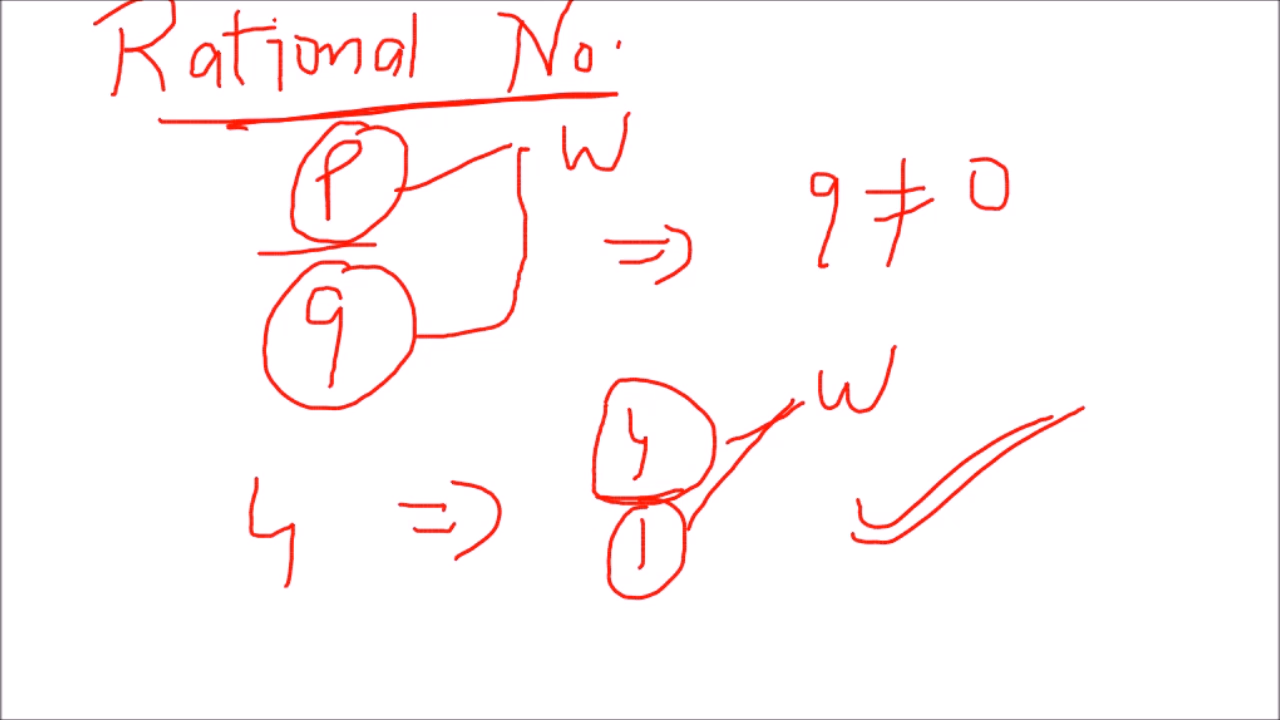 Rational No.
P/q W => q ≠ 0
4 => 4/1 W